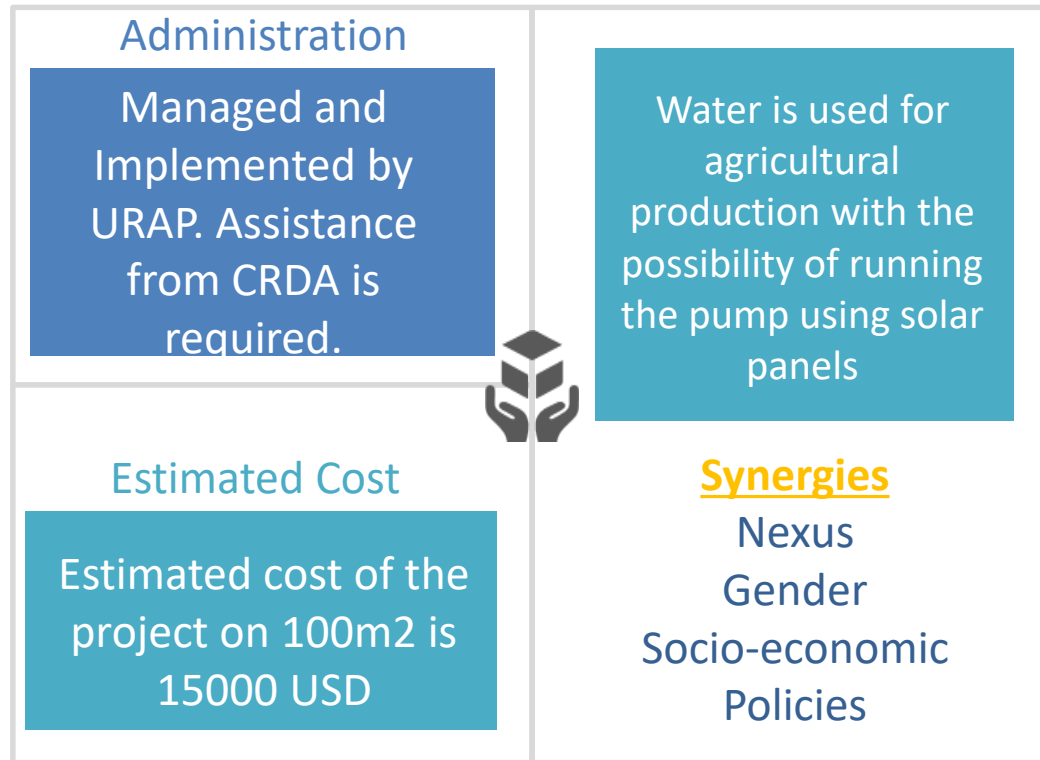 Administration
Managed and
Implemented by
URAP. Assistance
from CRDA is
required.
Estimated Cost
Estimated cost of the
project on 100m2 is
15000 USD
Water is used for
agricultural
production with the
possibility of running
the pump using solar
panels
Synergies
Nexus
Gender
Socio-economic
Policies